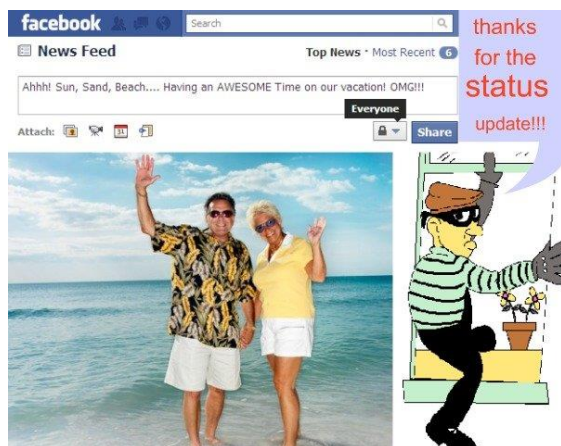 facebook
Search
News Feed
Top News · Most Recent 6
Ahhh! Sun, Sand, Beach.... Having an AWESOME Time on our vacation! OMG!!!
Everyone
Attach:
31
Share
thanks
for the
status
update!!!